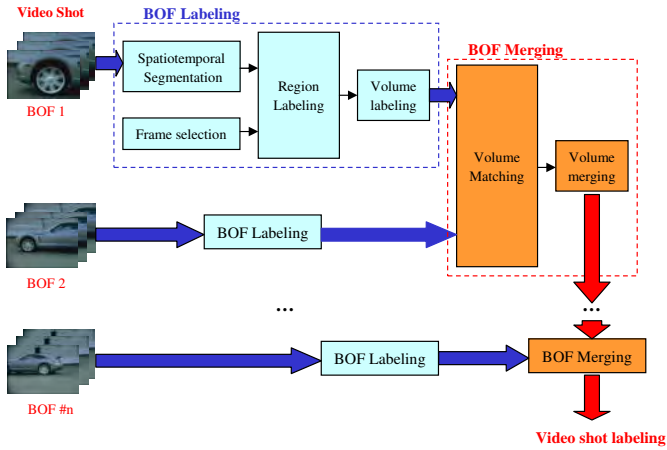 Video Shot
BOF Labeling
BOF Merging
Spatiotemporal
Segmentation
Region
Labeling
Volume
labeling
BOF 1
Frame selection
Volume
Matching
Volume
merging
BOF Labeling
BOF 2
...
...
BOF Labeling
BOF Merging
BOF #n
Video shot labeling